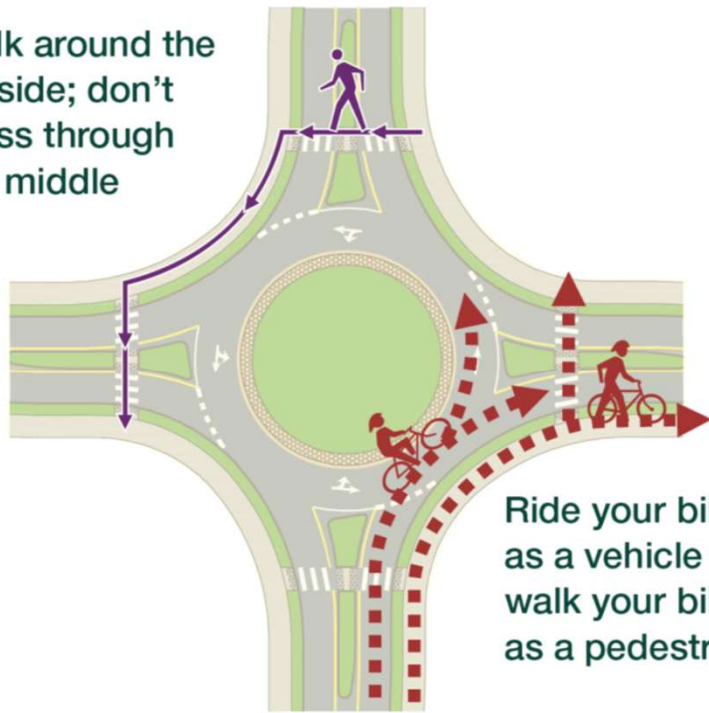 lk around the
side; don't
ss through
middle
Ride your bi
as a vehicle
walk your bi
as a pedestr